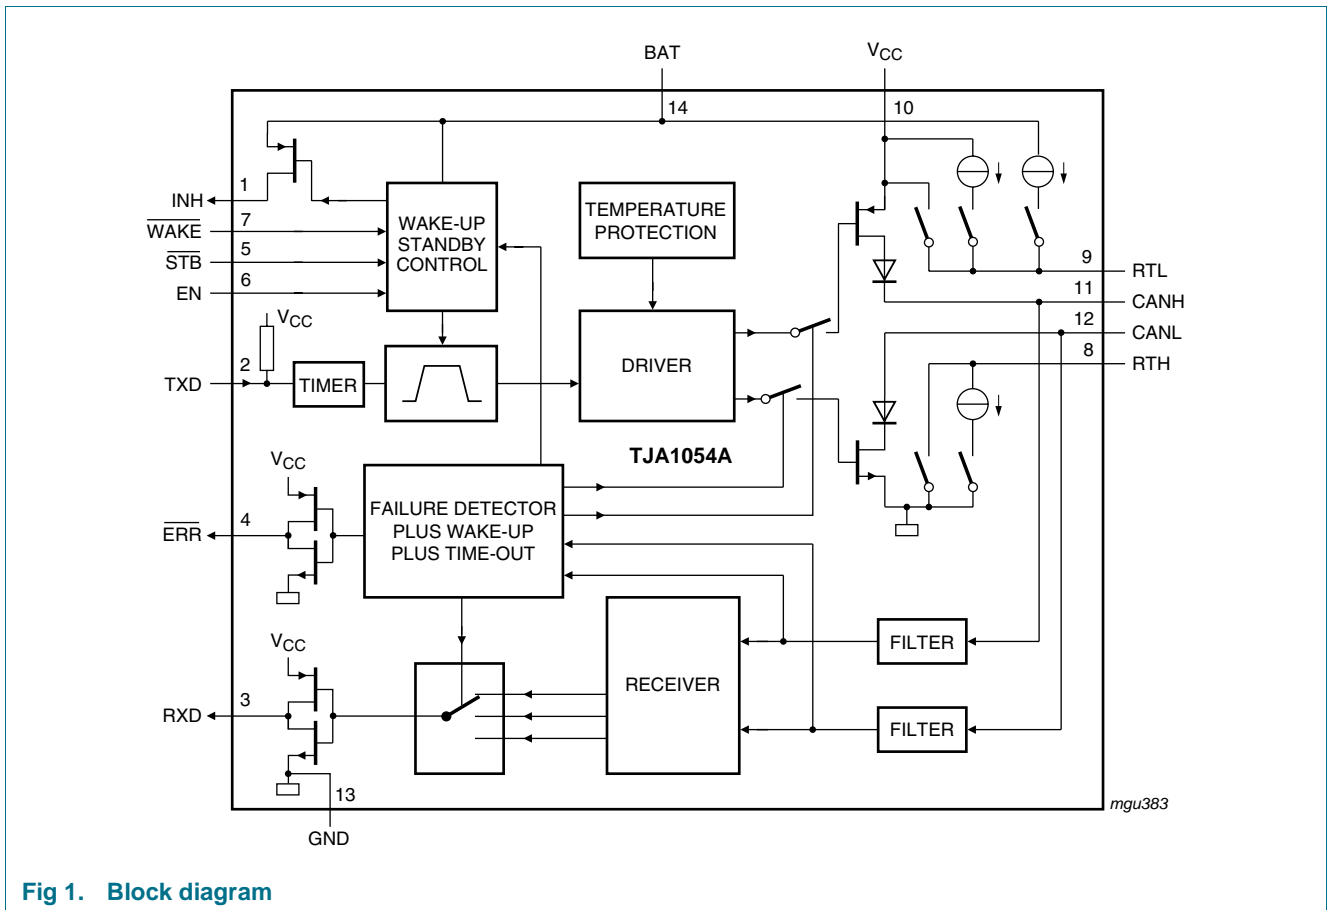 BAT
VCC
14
10
1
INH
7
WAKE
5
STB
6
EN
WAKE-UP
STANDBY
CONTROL
TEMPERATURE
PROTECTION
9
RTL
11
CANH
12
CANL
8
RTH
VCC
2
TXD
TIMER
DRIVER
TJA1054A
VCC
4
ERR
FAILURE DETECTOR
PLUS WAKE-UP
PLUS TIME-OUT
VCC
3
RXD
RECEIVER
FILTER
FILTER
13
GND
mgu383
Fig 1. Block diagram